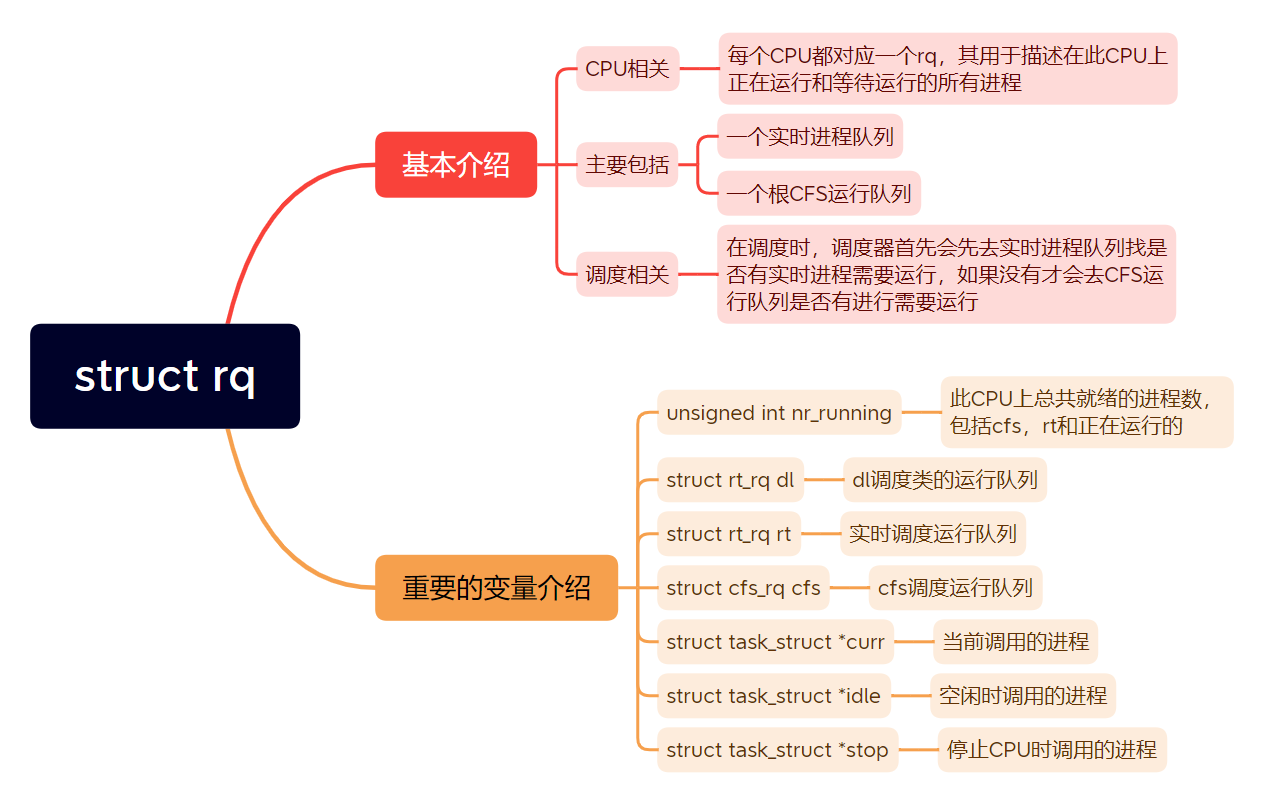 struct rq
基本介绍
CPU相关
每个CPU都对应一个rq，其用于描述在此CPU上
正在运行和等待运行的所有进程
主要包括
一个实时进程队列
一个根CFS运行队列
调度相关
在调度时，调度器首先会先去实时进程队列找是
否有实时进程需要运行，如果没有才会去CFS运
行队列是否有进行需要运行
重要的变量介绍
unsigned int nr_running
此CPU上总共就绪的进程数，
包括cfs，rt和正在运行的
struct rt_rq dl
dl调度类的运行队列
struct rt_rq rt
实时调度运行队列
struct cfs_rq cfs
cfs调度运行队列
struct task_struct *curr
当前调用的进程
struct task_struct *idle
空闲时调用的进程
struct task_struct *stop
停止CPU时调用的进程